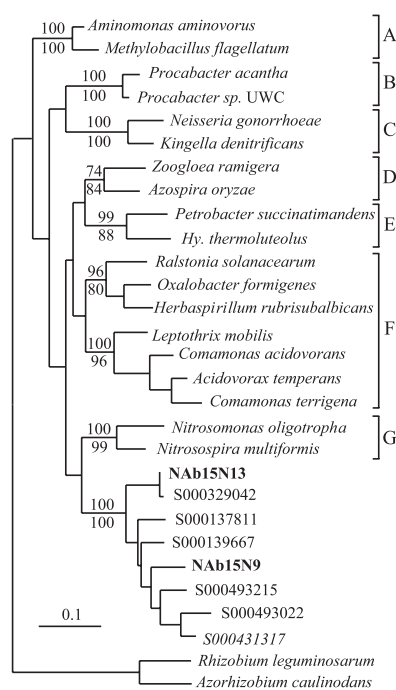 100
100
Aminomonas aminovorus
Methylobacillus flagellatum
A
100
100
Procabacter acantha
Procabacter sp. UWC
B
100
100
Neisseria gonorrhoeae
Kingella denitrificans
C
74
84
Zoogloea ramigera
Azospira oryzae
D
99
88
Petrobacter succinatimandens
Hy. thermoluteolus
E
96
80
Ralstonia solanacearum
Oxalobacter formigenes
Herbaspirillum rubrisubalbicans
100
96
Leptothrix mobilis
Comamonas acidovorans
Acidovorax temperans
Comamonas terrigena
F
100
99
Nitrosomonas oligotropha
Nitrosospira multiformis
G
100
100
NAb15N13
S000329042
S000137811
S000139667
NAb15N9
S000493215
S000493022
S000431317
0.1
Rhizobium leguminosarum
Azorhizobium caulinodans